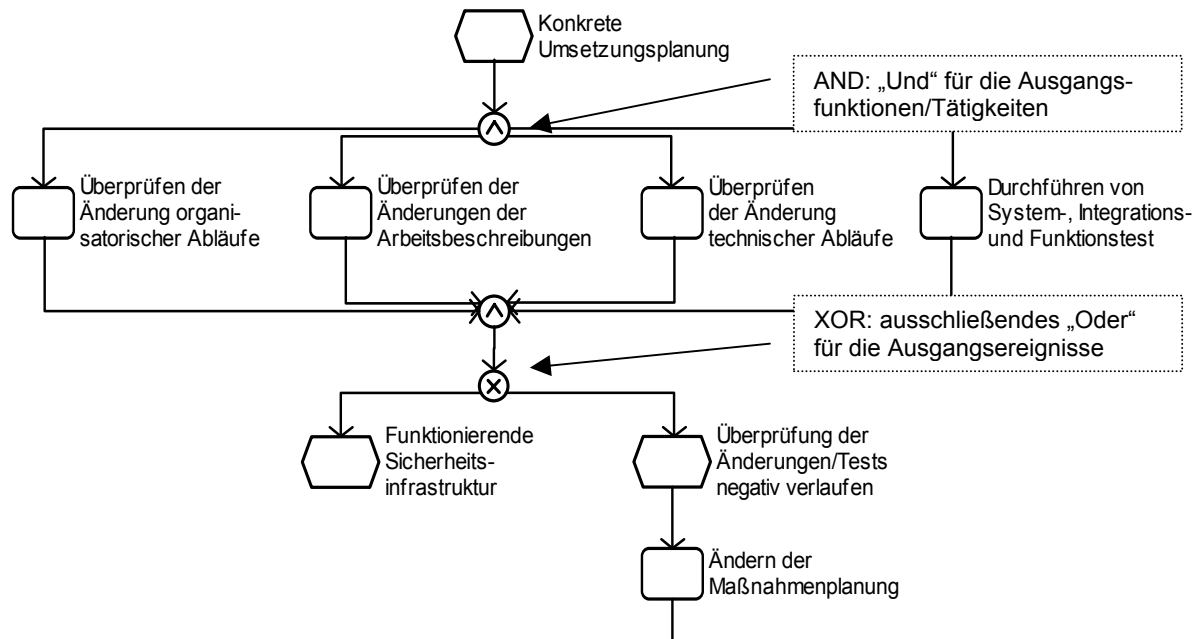 Konkrete
Umsetzungsplanung
AND: „Und“ für die Ausgangs-
funktionen/Tätigkeiten
Überprüfen der
Änderung organi-
satorischer Abläufe
Überprüfen der
Änderungen der
Arbeitsbeschreibungen
Überprüfen
der Änderung
technischer Abläufe
Durchführen von
System-, Integrations-
und Funktionstest
XOR: ausschließendes „Oder“
für die Ausgangsereignisse
Funktionierende
Sicherheits-
infrastruktur
Überprüfung der
Änderungen/Tests
negativ verlaufen
Ändern der
Maßnahmenplanung